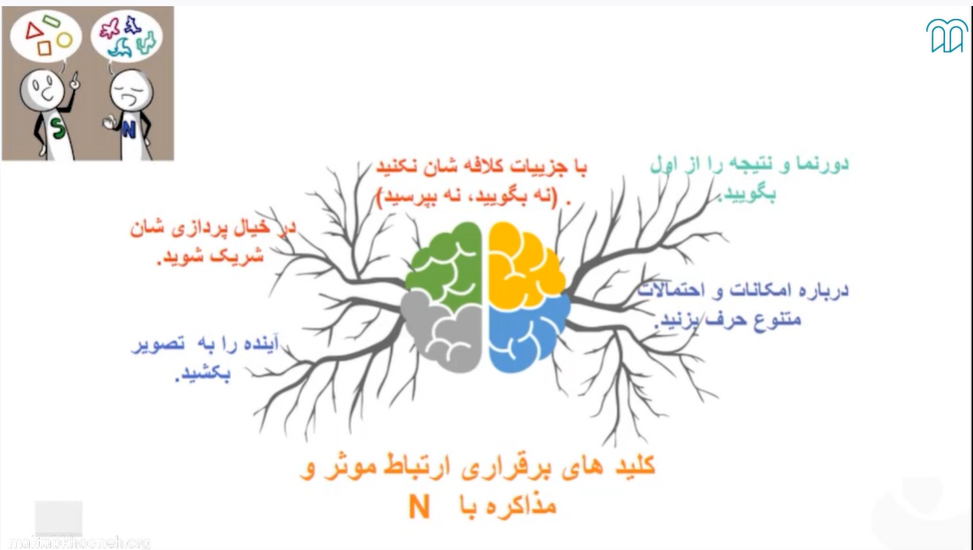 S
N
با جزییات کلافه شان نکنید
. (نه بگویید، نه بپرسید)
دورنما و نتیجه را از اول
بگویید.
در خیال پردازی شان
شریک شوید.
درباره امکانات و احتمالات
متنوع حرف بزنید.
آینده را به تصویر
بکشید.
کلید های برقراری ارتباط موثر و
مذاکره با N